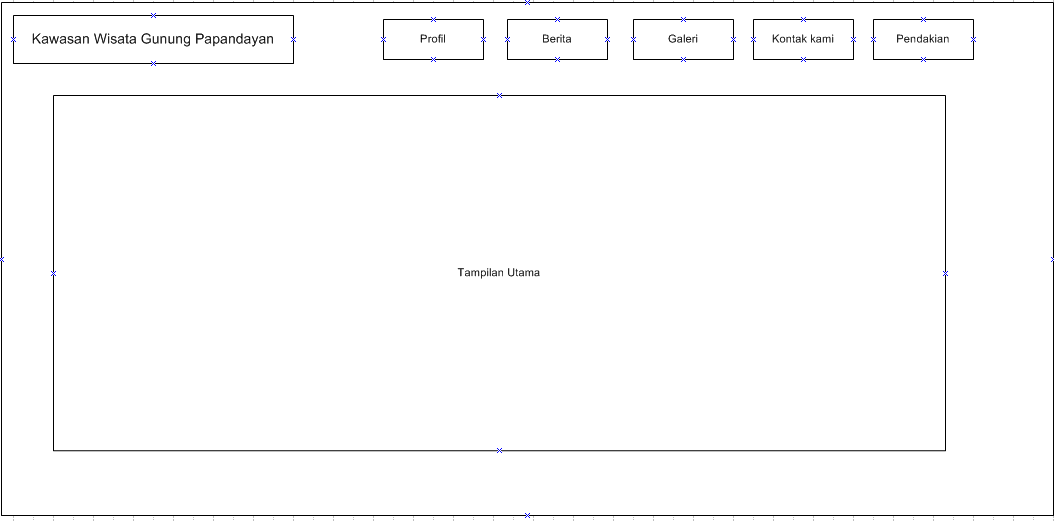 Kawasan Wisata Gunung Papandayan
Profil
Berita
Galeri
Kontak kami
Pendakian
Tampilan Utama